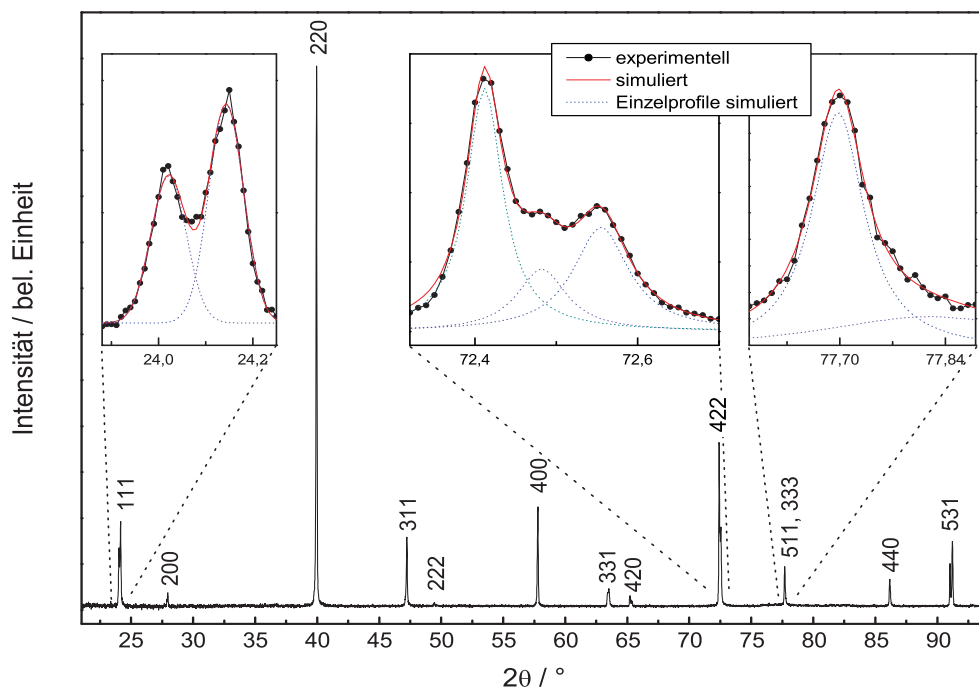 220
experimentell
simuliert
Einzelprofile simuliert
24,0 24,2
72,4 72,6
77,70 77,84
Intensität / bel. Einheit
111
200
311
222
400
331
420
422
511, 333
440
531
25 30 35 40 45 50 55 60 65 70 75 80 85 90
2θ / °